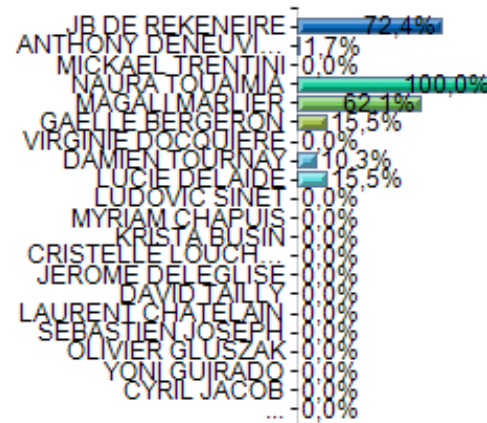 JB DE REKENEIRE 72,4%
ANTHONY DENEUVI... 1,7%
MICKAEL TRENTINI 0,0%
NAURA TOUAIMIA 100,0%
MAGALI MARLIER 62,1%
GAELLE BERGERON 15,5%
VIRGINIE DOCQUIERE 0,0%
DAMIEN TOURNAY 10,3%
LUCIE DELAIDE 15,5%
LUDOVIC SINET 0,0%
MYRIAM CHAPUIS 0,0%
KRISTA BUSIN 0,0%
CRISTELLE LOUCH... 0,0%
JEROME DELEGLISE 0,0%
DAVID TAILLY 0,0%
LAURENT CHATELAIN 0,0%
SEBASTIEN JOSEPH 0,0%
OLIVIER GLUSZAK 0,0%
YONI GUIRADO 0,0%
CYRIL JACOB 0,0%
... 0,0%